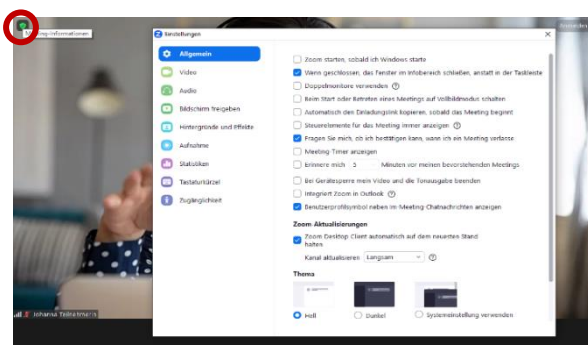 Meeting-Informationen
Einstellungen
Allgemein
Video
Audio
Bildschirm freigeben
Hintergründe und Effekte
Aufnahme
Statistiken
Tastaturkürzel
Zugänglichkeit
Zoom starten, sobald ich Windows starte
Wenn geschlossen, das Fenster im Infobereich schließen, anstatt in der Taskleiste
Doppelmonitore verwenden
Beim Start oder Betreten eines Meetings auf Vollbildmodus schalten
Automatisch den Einladungslink kopieren, sobald das Meeting beginnt
Steuerelemente für das Meeting immer anzeigen
Fragen Sie mich, ob ich bestätigen kann, wenn ich ein Meeting verlasse
Meeting-Timer anzeigen
Erinnere mich 5 Minuten vor meinen bevorstehenden Meetings
Bei Gerätesperre mein Video und die Tonausgabe beenden
Integriert Zoom in Outlook
Benutzerprofilsymbol neben im-Meeting-Chatnachrichten anzeigen
Zoom-Aktualisierungen
Zoom Desktop Client automatisch auf dem neuesten Stand
halten
Kanal aktualisieren Langsam
Thema
Hell
Dunkel
Systemeinstellung verwenden
Johanna Teilnehmerin